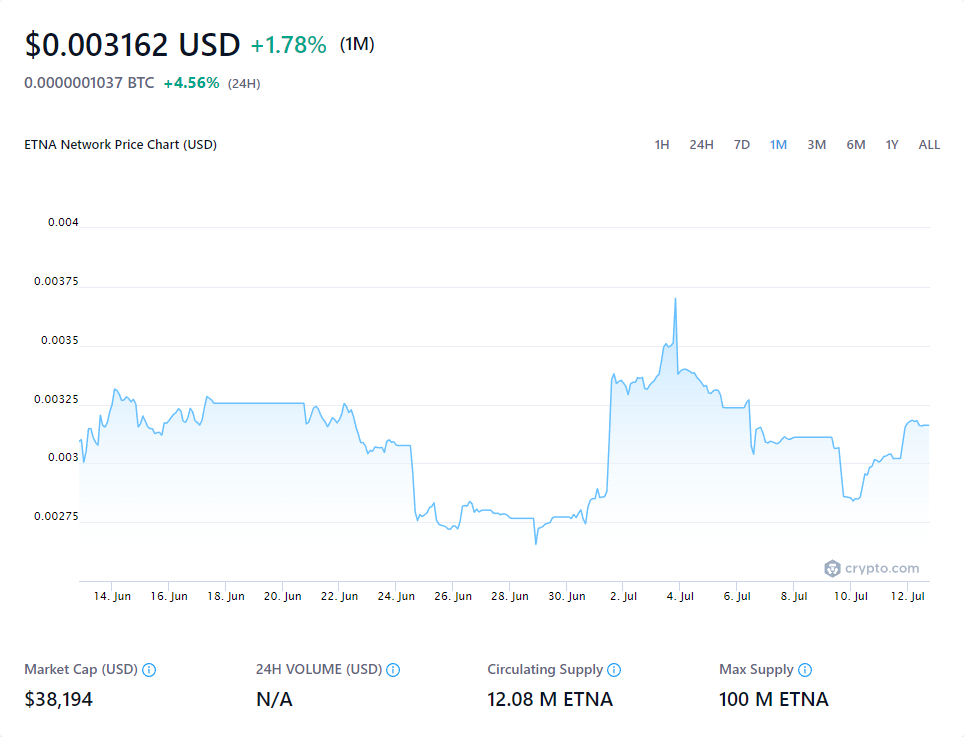 $0.003162 USD +1.78% (1M)
0.0000001037 BTC +4.56% (24H)
ETNA Network Price Chart (USD) 1H 24H 7D 1M 3M 6M 1Y ALL
0.004
0.00375
0.0035
0.00325
0.003
0.00275
crypto.com
14. Jun 16. Jun 18. Jun 20. Jun 22. Jun 24. Jun 26. Jun 28. Jun 30. Jun 2. Jul 4. Jul 6. Jul 8. Jul 10. Jul 12. Jul
Market Cap (USD) 24H VOLUME (USD) Circulating Supply Max Supply
$38,194 N/A 12.08 M ETNA 100 M ETNA